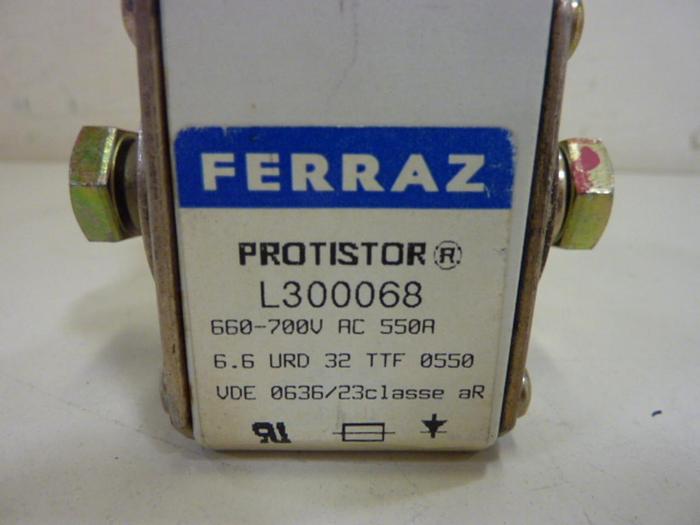 FERRAZ
PROTISTOR®
L300068
660-700V AC 550A
6.6 URD 32 TTF 0550
VDE 0636/23classe aR